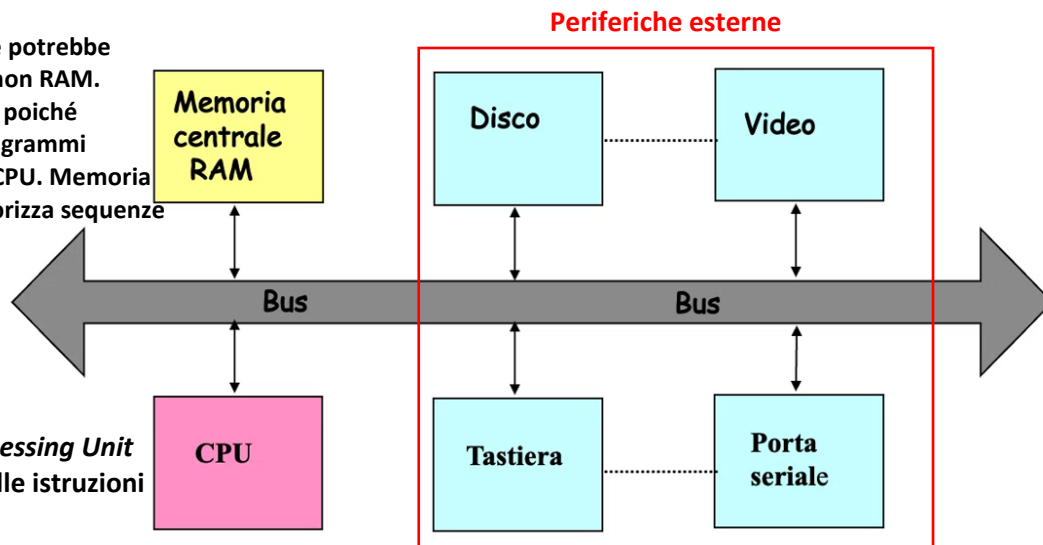 Periferiche esterne
e potrebbe
non RAM.
poiché
grammi
CPU. Memoria
orizza sequenze
Memoria
centrale
RAM
Disco
Video
Bus
Bus
essing Unit
lle istruzioni
CPU
Tastiera
Porta
seriale